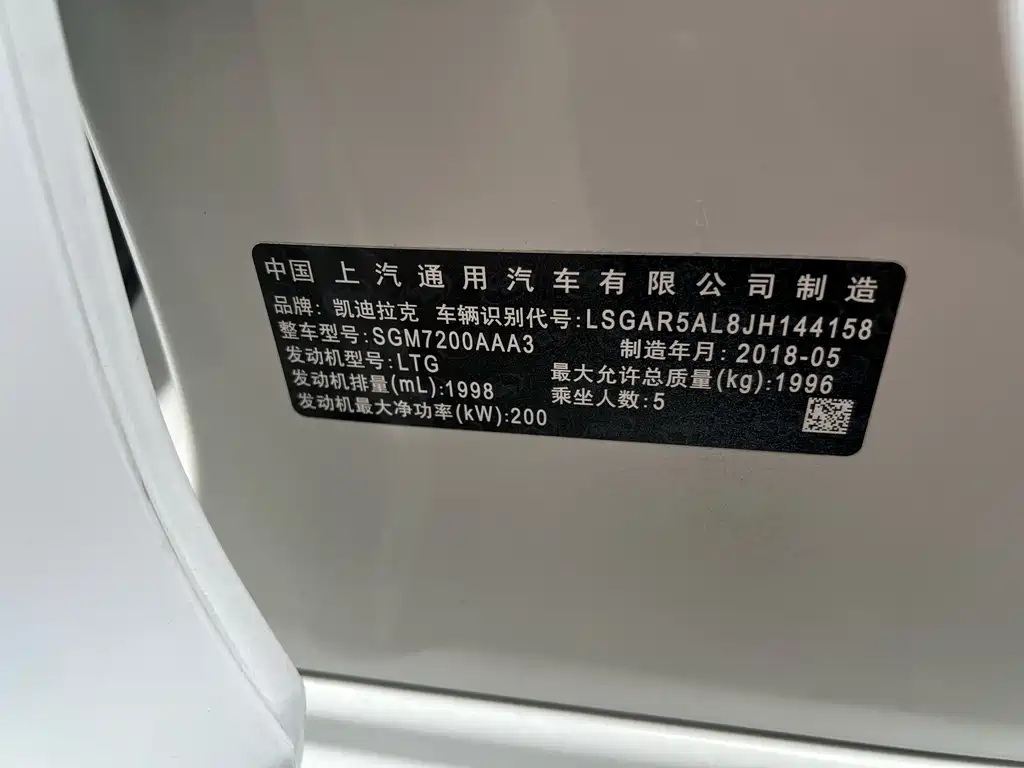 中国 上汽通用汽车有限公司制造
品牌: 凯迪拉克 车辆识别代号:LSGAR5AL8JH144158
整车型号:SGM7200AAA3 制造年月: 2018-05
发动机型号:LTG 最大允许总质量(kg):1996
发动机排量(mL):1998 乘坐人数:5
发动机最大净功率(kW):200